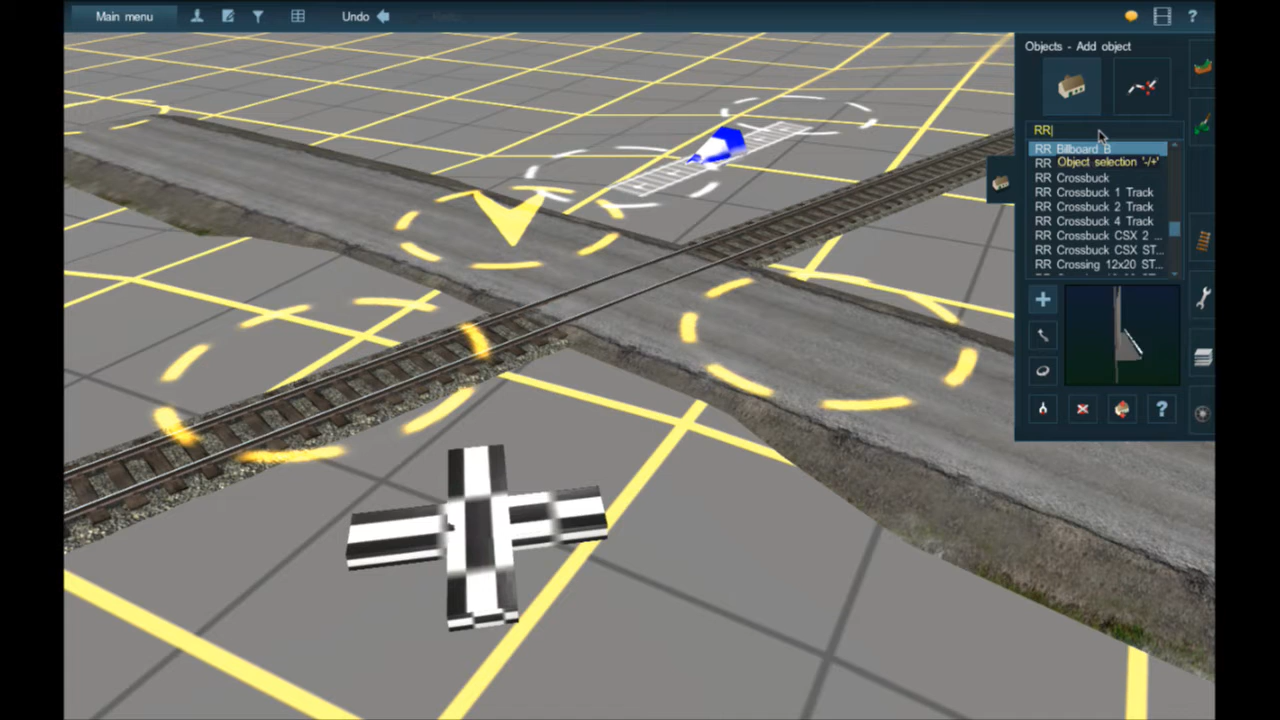 Main menu
Undo
?
Objects - Add object
RR
RR Billboard B
RR
Object selection '-/+'
RR Crossbuck
RR Crossbuck 1 Track
RR Crossbuck 2 Track
RR Crossbuck 4 Track
RR Crossbuck CSX 2 ...
RR Crossbuck CSX ST...
RR Crossing 12x20 ST...
?